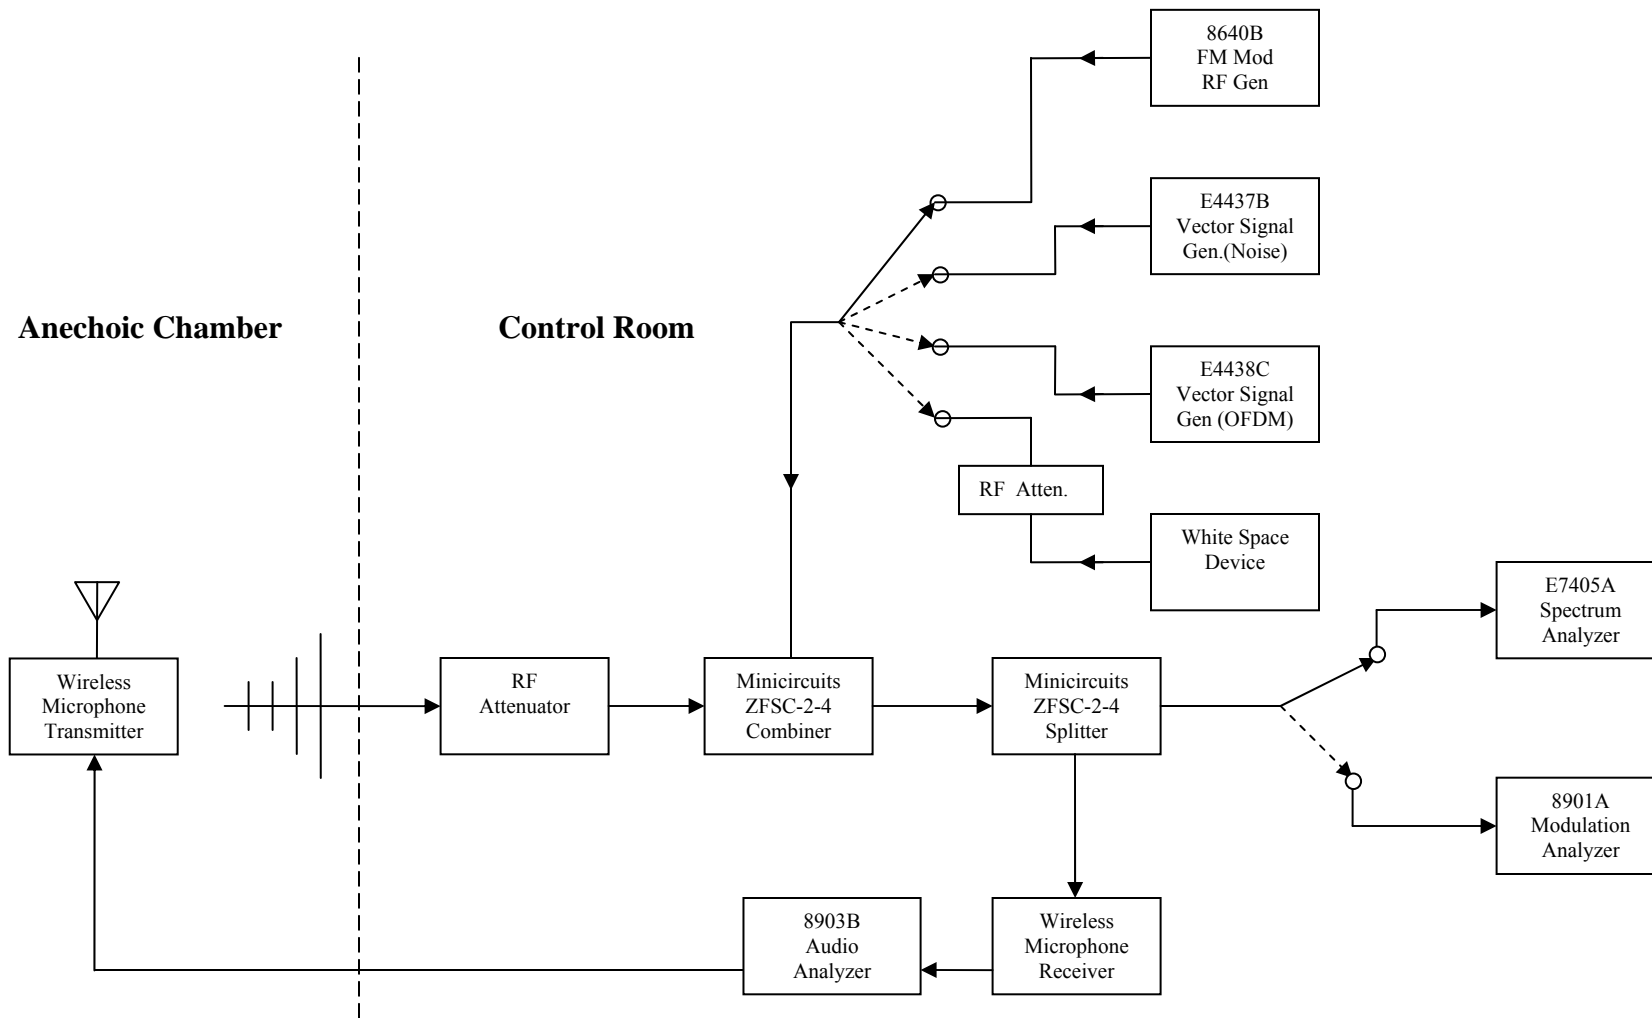 8640B
FM Mod
RF Gen
E4437B
Vector Signal
Gen.(Noise)
Anechoic Chamber
Control Room
E4438C
Vector Signal
Gen (OFDM)
RF Atten.
White Space
Device
E7405A
Spectrum
Analyzer
Wireless
Microphone
Transmitter
RF
Attenuator
Minicircuits
ZFSC-2-4
Combiner
Minicircuits
ZFSC-2-4
Splitter
8901A
Modulation
Analyzer
8903B
Audio
Analyzer
Wireless
Microphone
Receiver